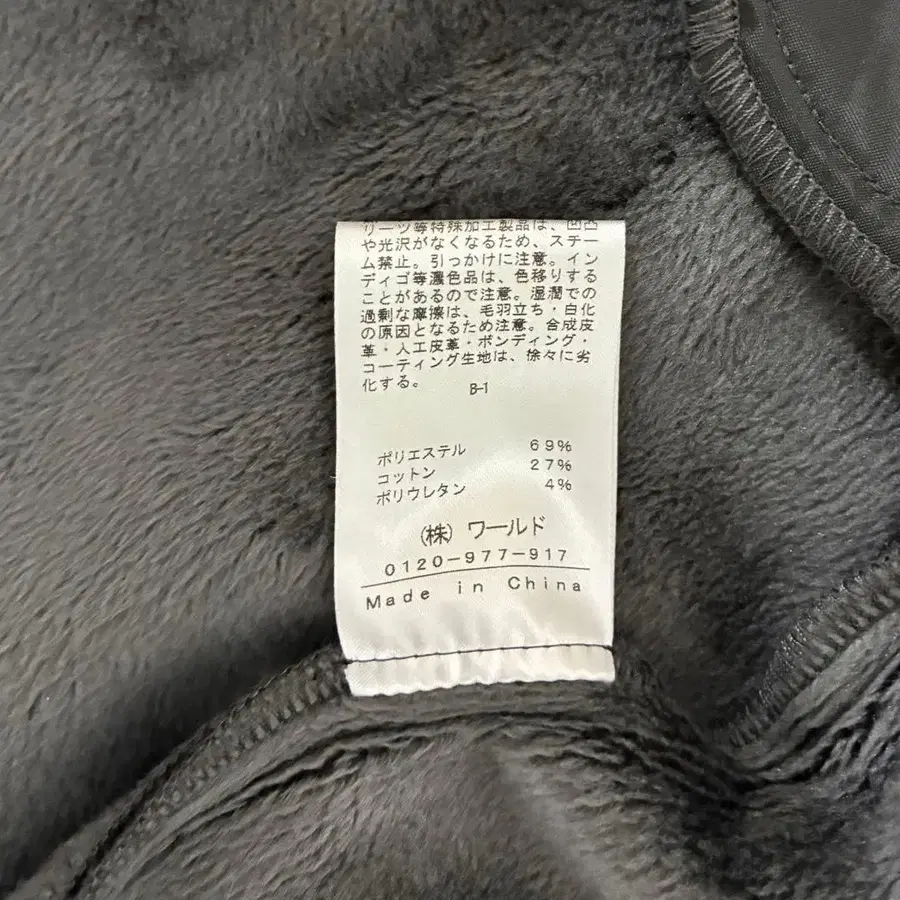 リーツ等特殊加工製品は、凹凸
や光沢がなくなるため、スチー
ム禁止。引っかけに注意。イン
ディゴ等濃色品は、色移りする
ことがあるので注意。湿潤での
過剰な摩擦は、毛羽立ち・白化
の原因となるため注意。合成皮
革・人工皮革・ボンディング・
コーティング生地は、徐々に劣
化する。
B-1
ポリエステル 69%
コットン 27%
ポリウレタン 4%
(株) ワールド
0120-977-917
Made in China